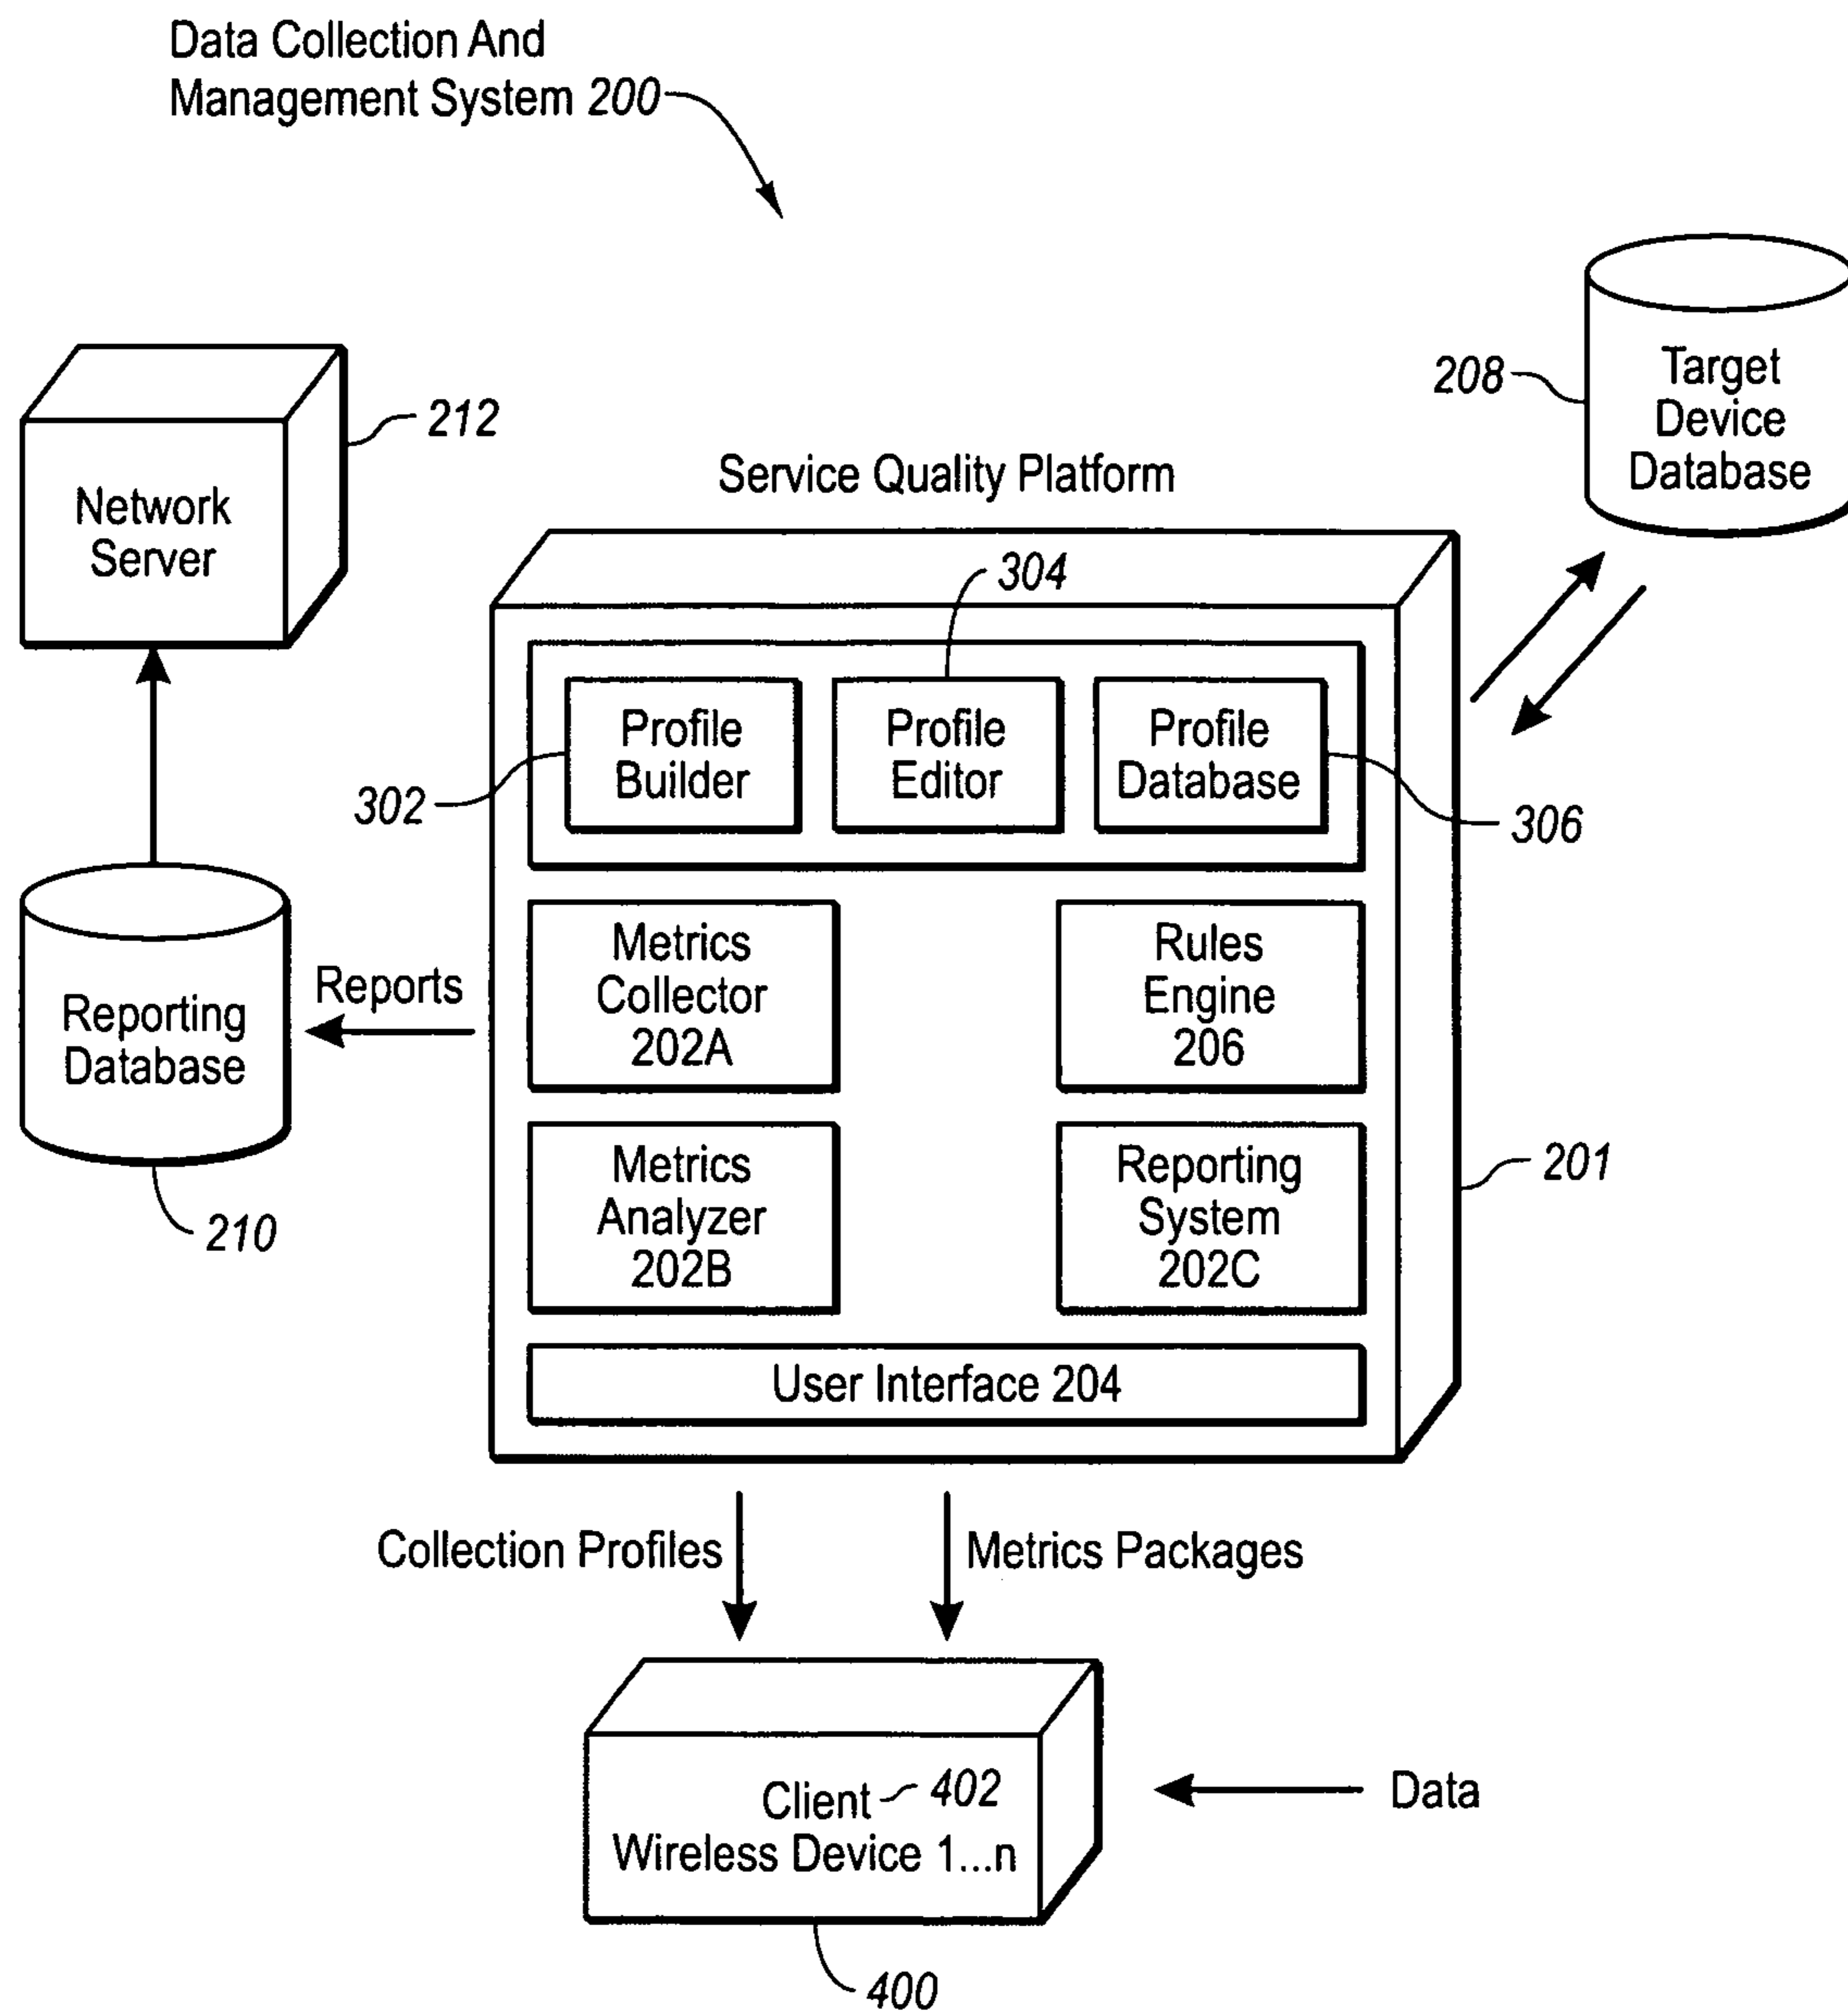 Data Collection And
Management System 200
208
Target
Device
Database
212
Network
Server
Service Quality Platform
304
Profile
Builder
Profile
Editor
Profile
Database
302
306
Metrics
Collector
202A
Rules
Engine
206
Reports
Reporting
Database
210
Metrics
Analyzer
202B
Reporting
System
202C
201
User Interface 204
Collection Profiles
Metrics Packages
Client 402
Wireless Device 1...n
Data
400